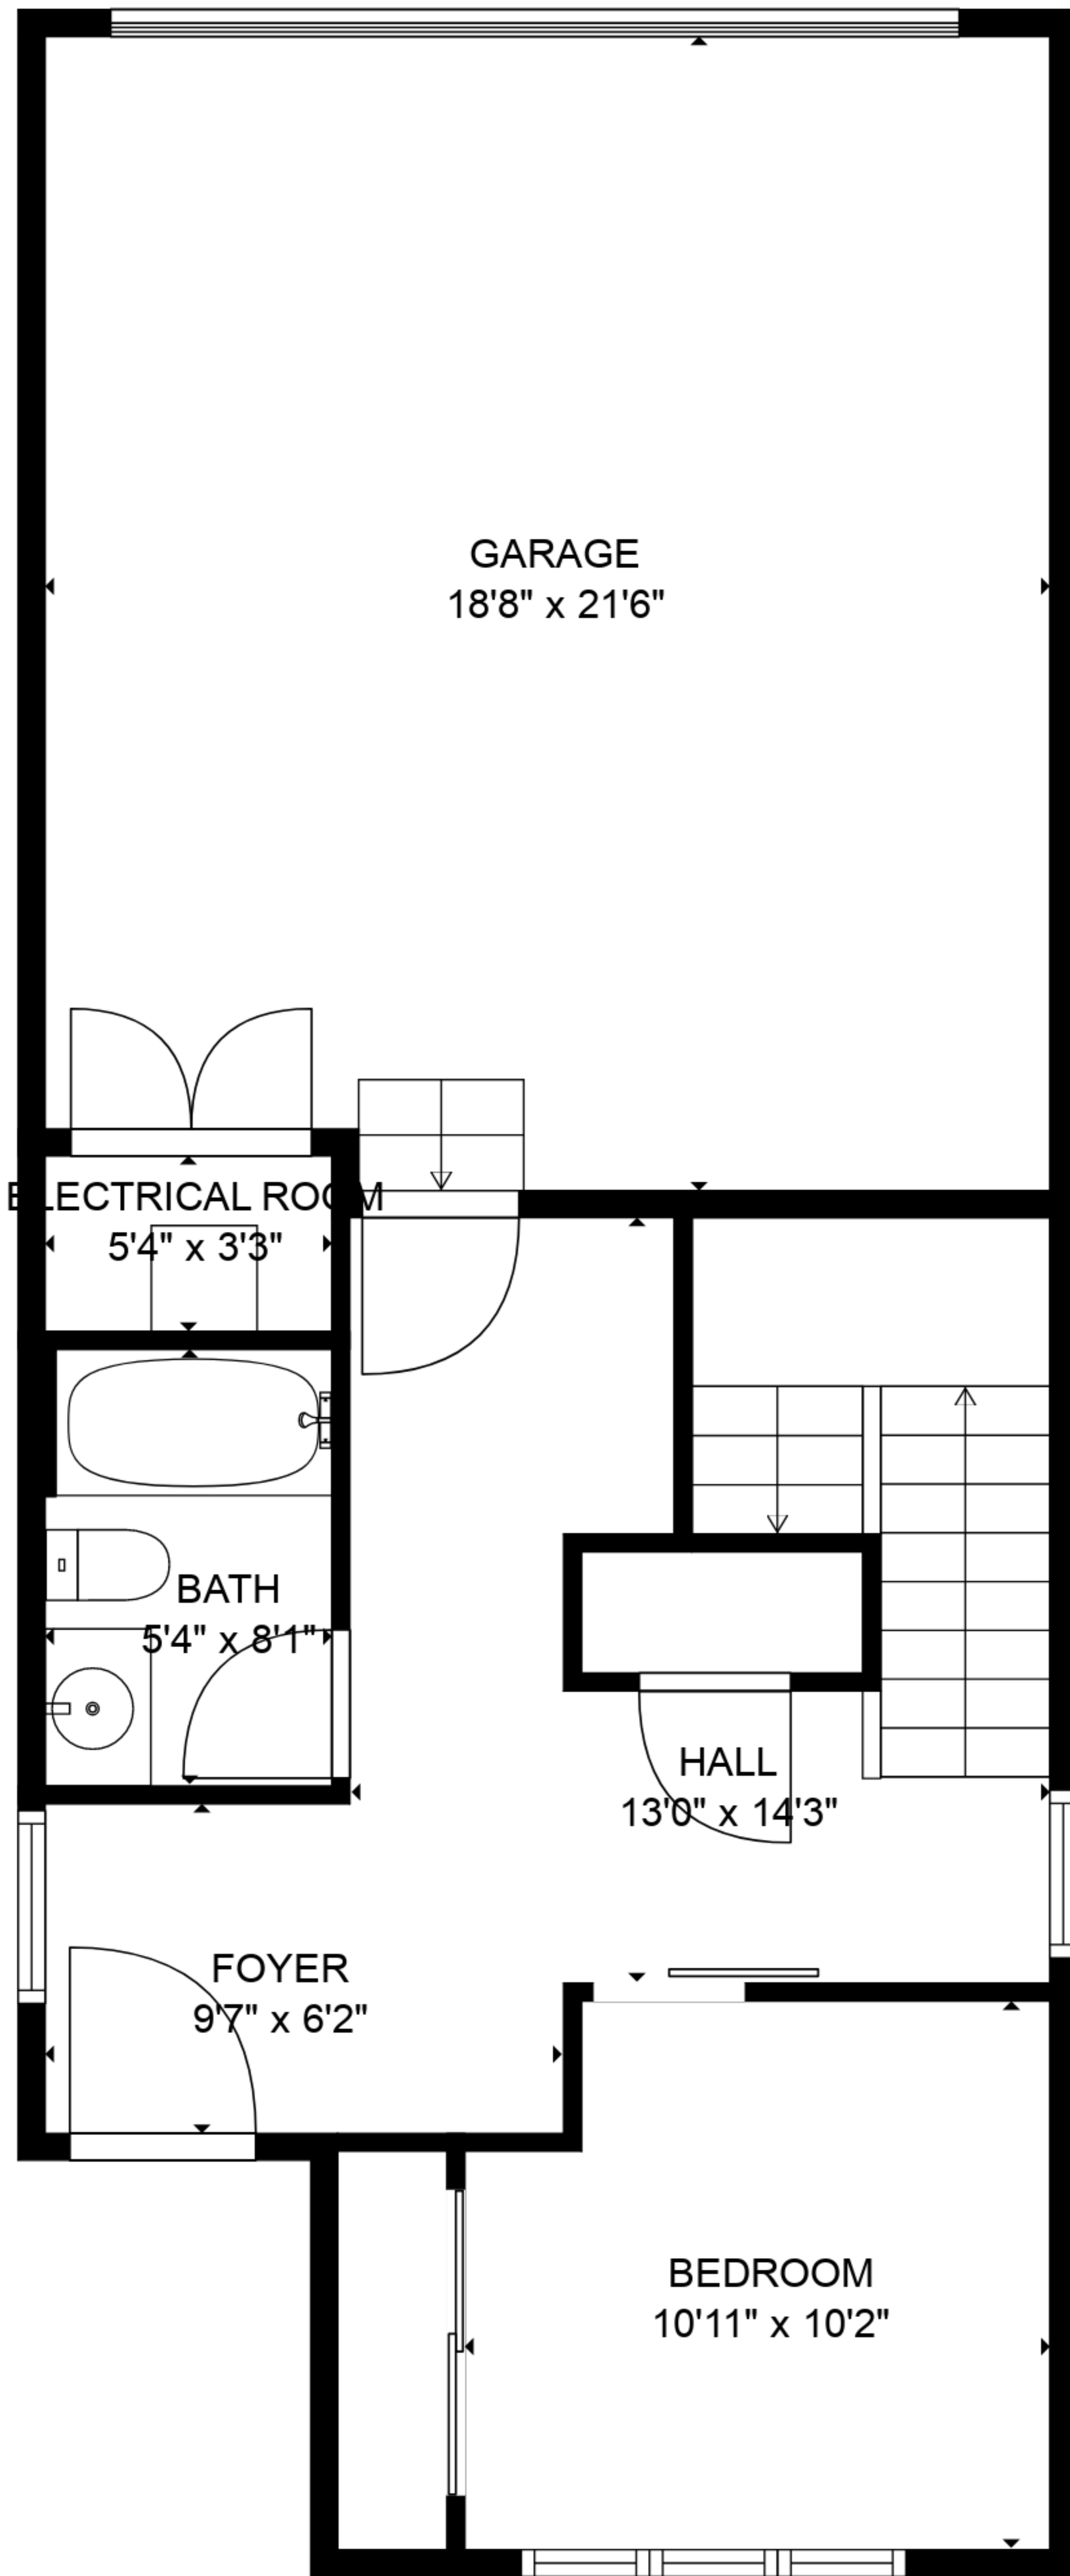 GARAGE
18'8" x 21'6"
ELECTRICAL ROOM
5'4" x 3'3"
BATH
5'4" x 8'1"
HALL
13'0" x 14'3"
FOYER
9'7" x 6'2"
BEDROOM
10'11" x 10'2"